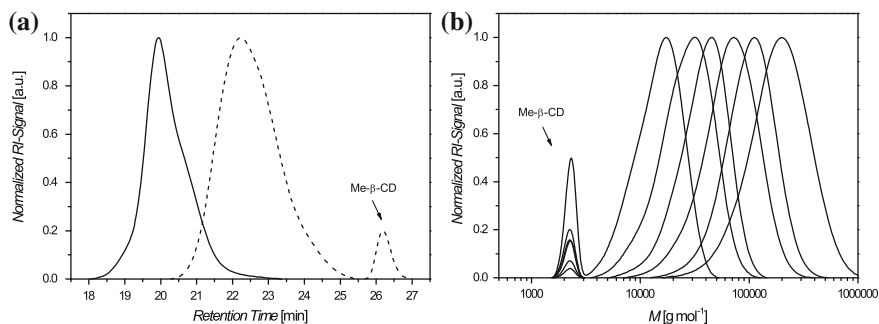 (a)
1.0
0.8
0.6
0.4
0.2
0.0
Normalized RI-Signal [a.u.]
Me-β-CD
18 19 20 21 22 23 24 25 26 27
Retention Time [min]
(b)
1.0
0.8
0.6
0.4
0.2
0.0
Normalized RI-Signal [a.u.]
Me-β-CD
1000 10000 100000 1000000
M [g mol⁻¹]